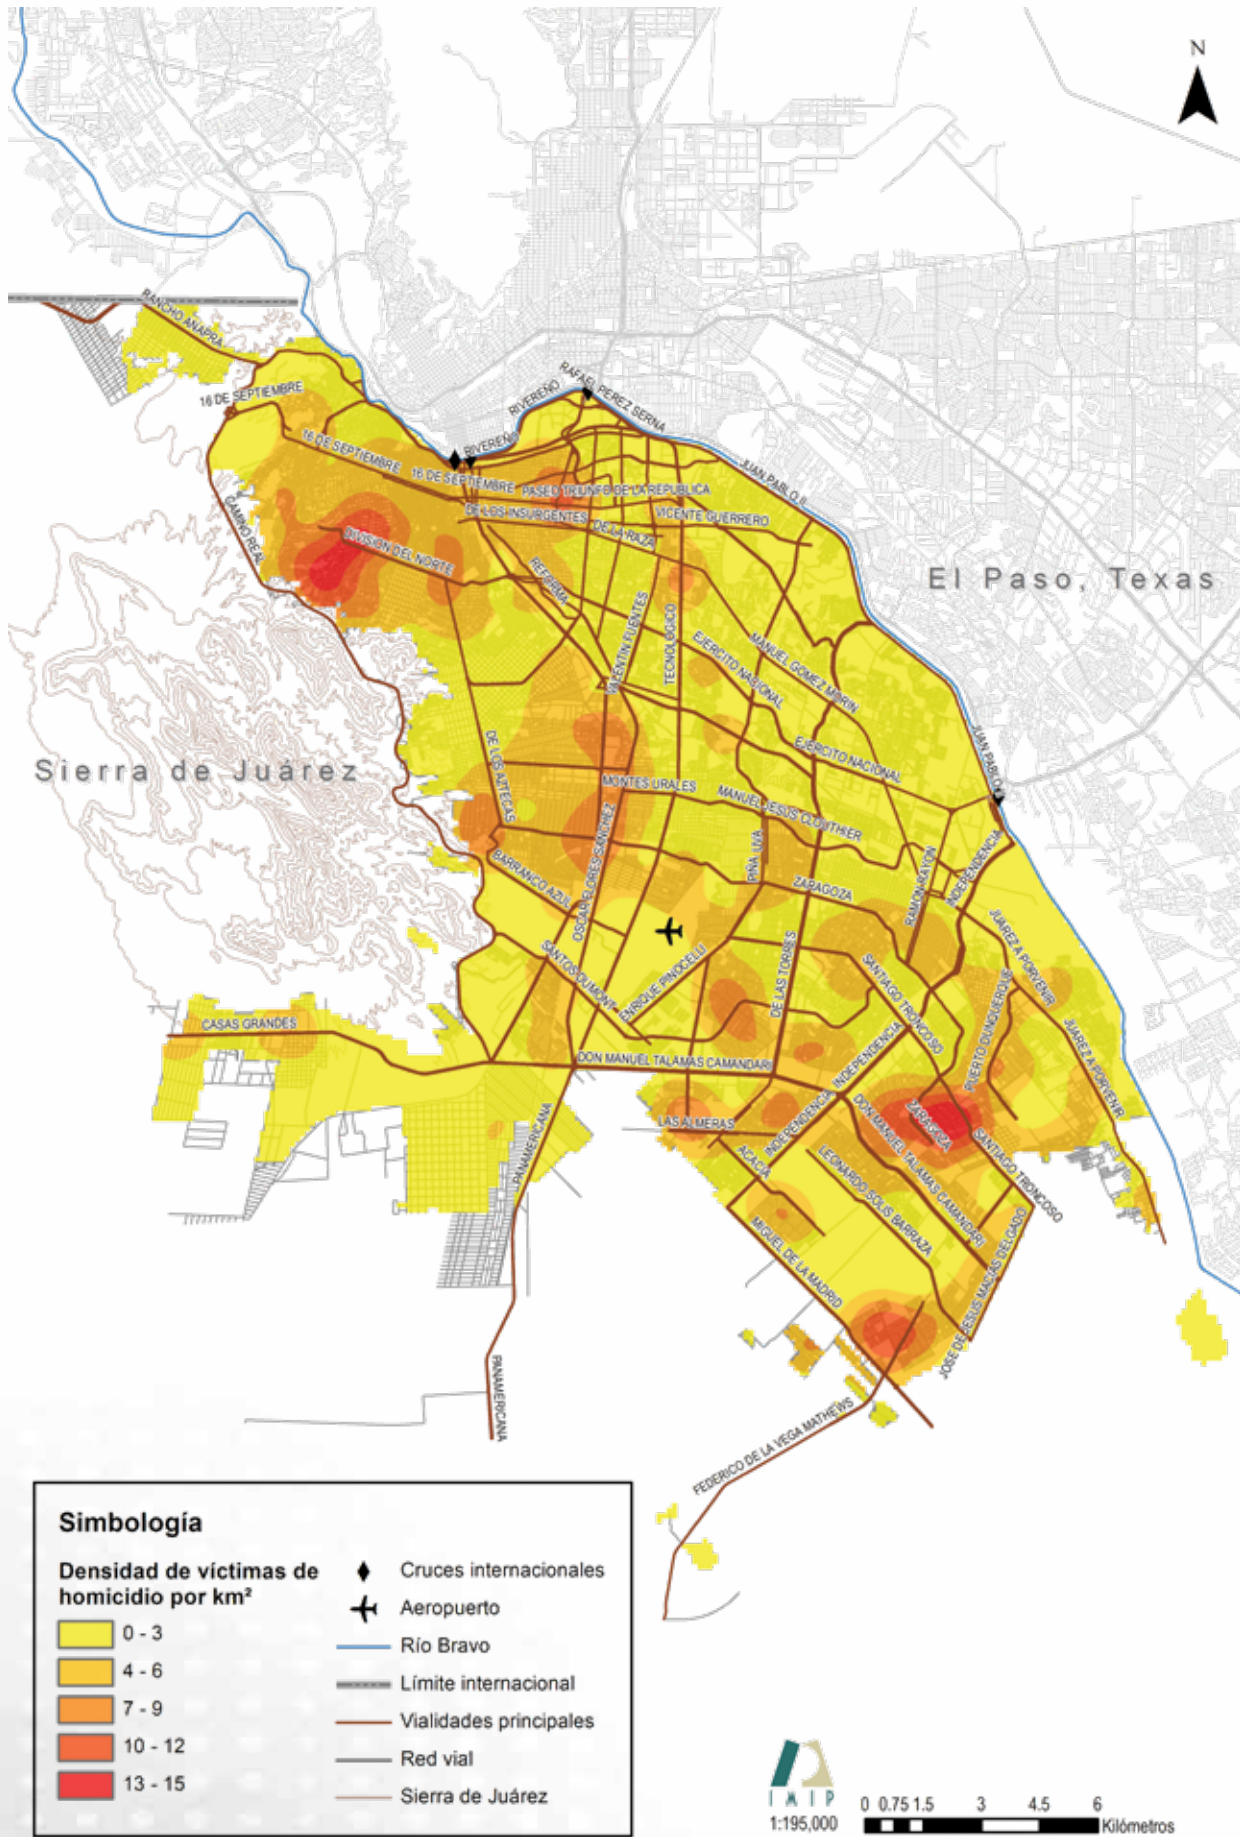 N
RANCHO ANAPRA
16 DE SEPTIEMBRE
RAFAEL PEREZ SERNA
RIVEREÑO
RIVEREÑO
16 DE SEPTIEMBRE
16 DE SEPTIEMBRE
PASEO TRIUNFO DE LA REPUBLICA
JUAN PABLO II
DE LOS INSURGENTES
DE LA RAZA
VICENTE GUERRERO
CAMINO REAL
DIVISION DEL NORTE
REFORMA
El Paso, Texas
VALENTIN FUENTES
TECNOLOGICO
EJERCITO NACIONAL
MANUEL GOMEZ MORIN
Sierra de Juárez
DE LOS AZTECAS
EJERCITO NACIONAL
JUAN PABLO II
MONTES URALES
MANUEL JESUS CLOUTHIER
OSCAR FLORES SANCHEZ
PIÑA UVA
BARRANCO AZUL
ZARAGOZA
RAMON RAYON
INDEPENDENCIA
JUAREZ A PORVENIR
SANTOS DUMONT
ENRIQUE PINOCELLI
DE LAS TORRES
SANTIAGO TRONCOSO
PUERTO DUNQUERQUE
CASAS GRANDES
JUAREZ A PORVENIR
DON MANUEL TALAMAS CAMANDARI
INDEPENDENCIA
INDEPENDENCIA
LAS ALMERAS
ZARAGOZA
DON MANUEL TALAMAS CAMANDARI
SANTIAGO TRONCOSO
PANAMERICANA
ACACIA
LEONARDO SOLIS BARRAZA
MIGUEL DE LA MADRID
JOSE DE JESUS MACIAS DELGADO
PANAMERICANA
FEDERICO DE LA VEGA MATHEWS
Simbología
Densidad de víctimas de
homicidio por km²
0 - 3
4 - 6
7 - 9
10 - 12
13 - 15
Cruces internacionales
Aeropuerto
Río Bravo
Límite internacional
Vialidades principales
Red vial
Sierra de Juárez
IMIP
1:195,000
0 0.75 1.5 3 4.5 6
Kilómetros